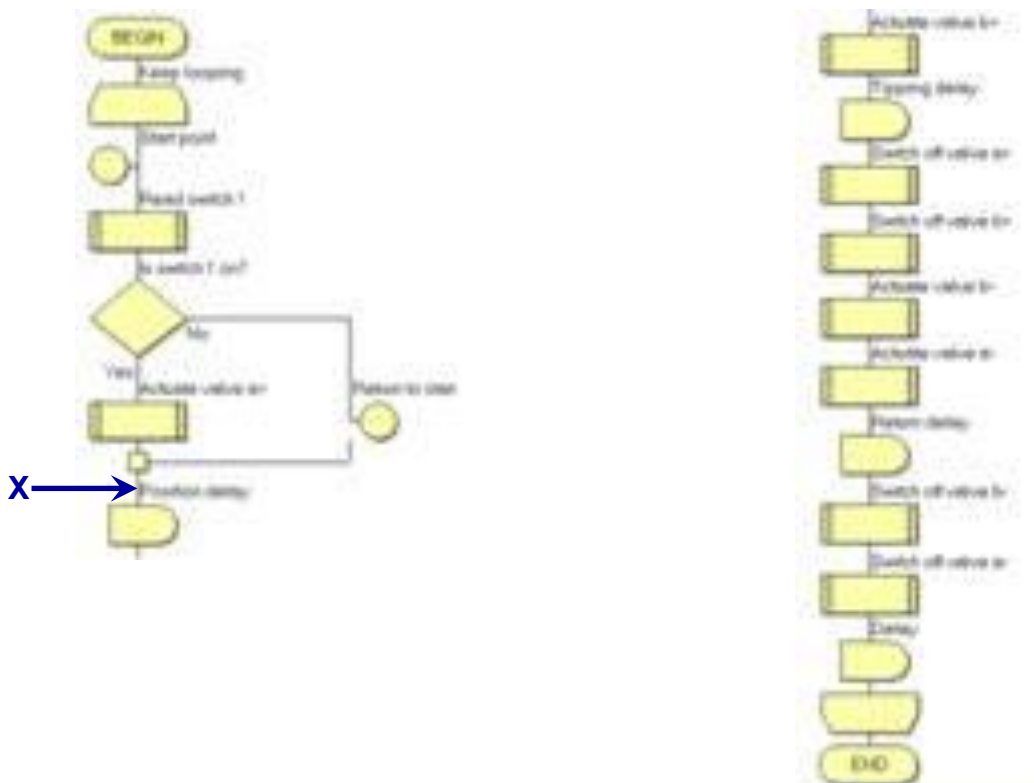 BEGIN
Keep looping
Start point
Read switch 1
Is switch 1 on?
No
Yes
Actuate valve a+
Return to start
X
Position delay
Actuate valve b+
Tipping delay
Switch off valve a+
Switch off valve b+
Actuate valve b-
Actuate valve a-
Return delay
Switch off valve b-
Switch off valve a-
Delay
END